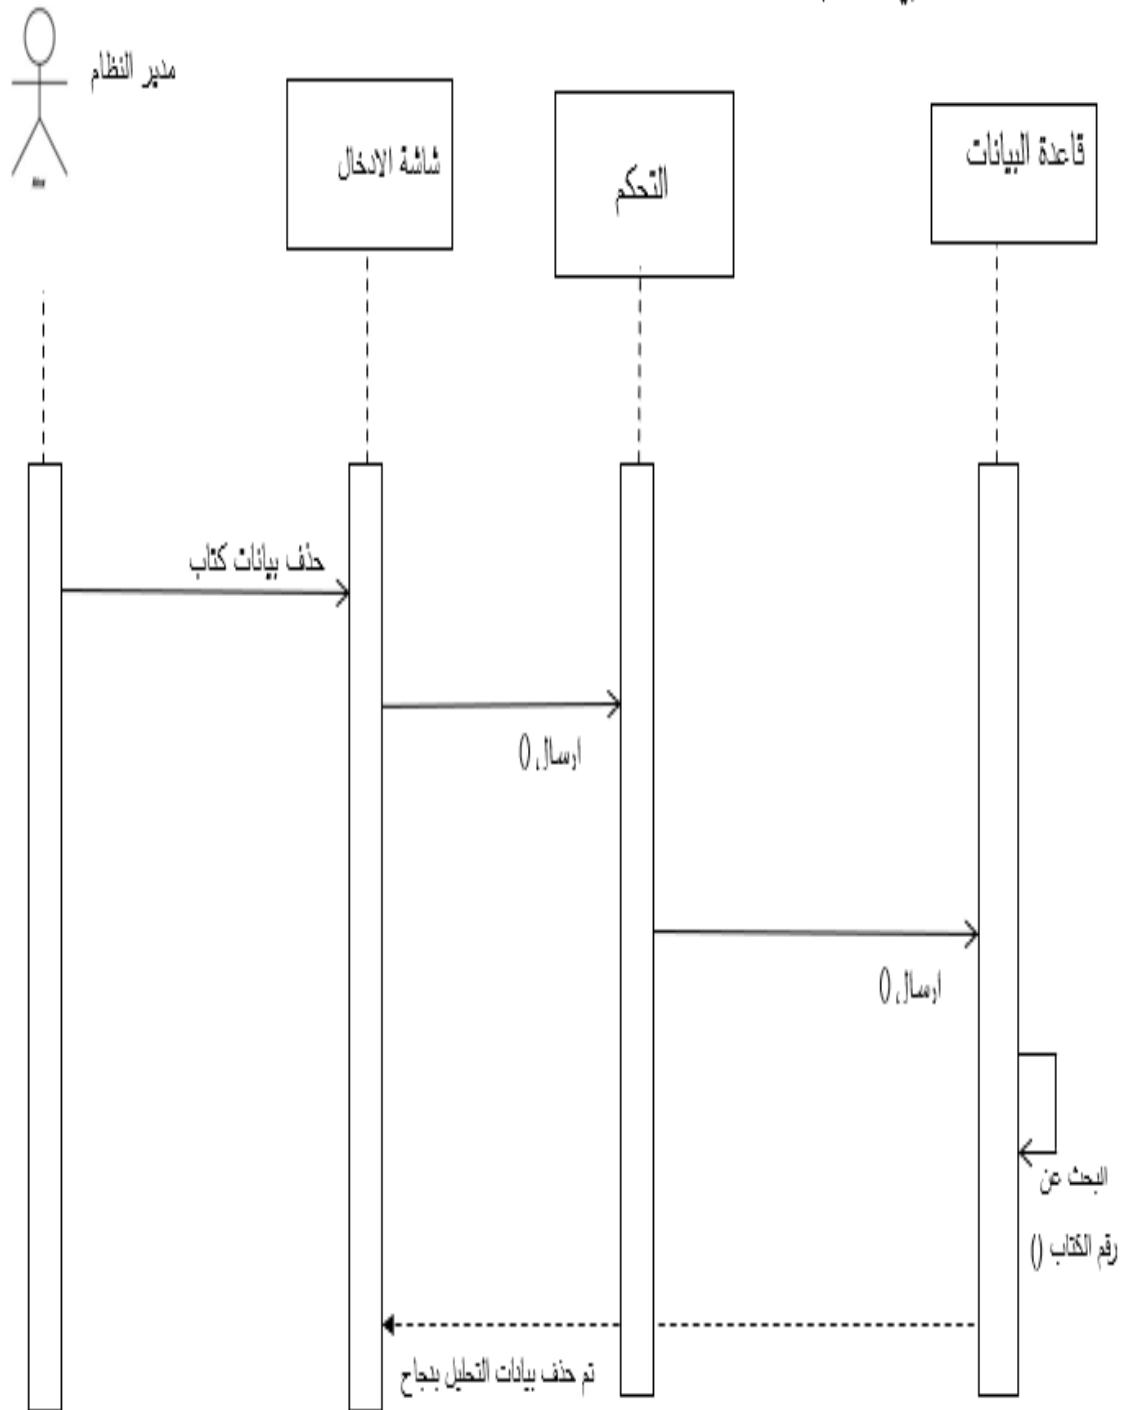 مدير النظام
شاشة الادخال
التحكم
قاعدة البيانات
حذف بيانات كتاب
ارسال ()
ارسال ()
البحث عن
رقم الكتاب ()
تم حذف بيانات التحليل بنجاح